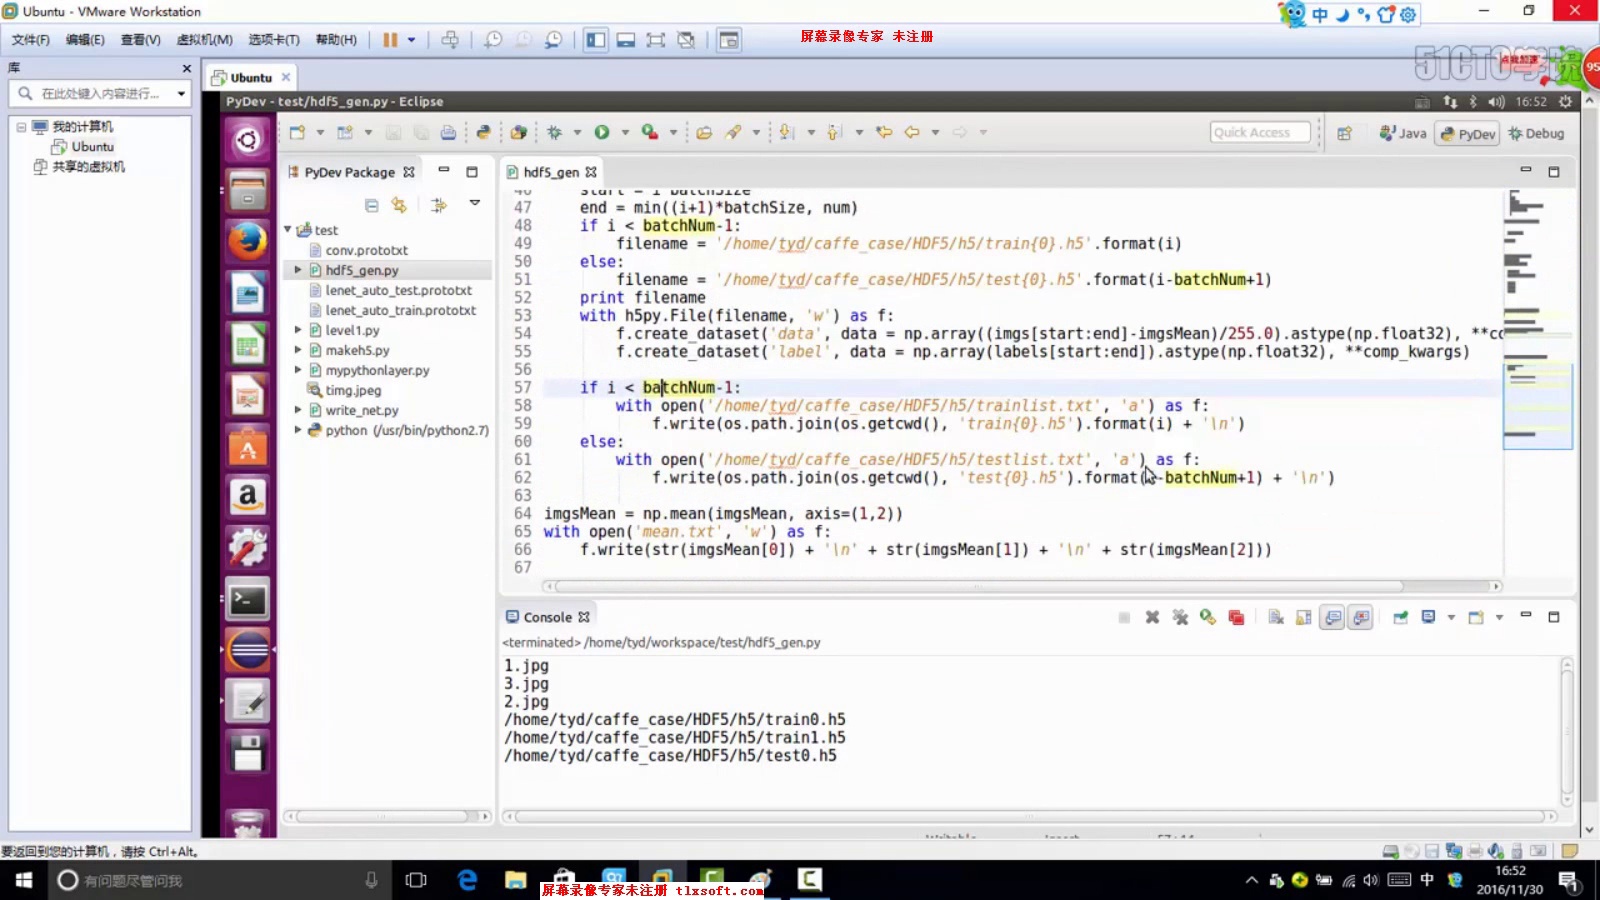 Ubuntu - VMware Workstation
中
文件(F) 编辑(E) 查看(V) 虚拟机(M) 选项卡(T) 帮助(H)
屏幕录像专家 未注册
51CTO学院
点我加速
95
库
在此处键入内容进行...
我的计算机
Ubuntu
共享的虚拟机
Ubuntu
PyDev - test/hdf5_gen.py - Eclipse
16:52
Quick Access
Java
PyDev
Debug
PyDev Package
test
conv.prototxt
hdf5_gen.py
lenet_auto_test.prototxt
lenet_auto_train.prototxt
level1.py
makeh5.py
mypythonlayer.py
timg.jpeg
write_net.py
python (/usr/bin/python2.7)
hdf5_gen
46 start = i*batchSize
47 end = min((i+1)*batchSize, num)
48 if i < batchNum-1:
49 filename = '/home/tyd/caffe_case/HDF5/h5/train{0}.h5'.format(i)
50 else:
51 filename = '/home/tyd/caffe_case/HDF5/h5/test{0}.h5'.format(i-batchNum+1)
52 print filename
53 with h5py.File(filename, 'w') as f:
54 f.create_dataset('data', data = np.array((imgs[start:end]-imgsMean)/255.0).astype(np.float32), **co
55 f.create_dataset('label', data = np.array(labels[start:end]).astype(np.float32), **comp_kwargs)
56
57 if i < batchNum-1:
58 with open('/home/tyd/caffe_case/HDF5/h5/trainlist.txt', 'a') as f:
59 f.write(os.path.join(os.getcwd(), 'train{0}.h5').format(i) + '\n')
60 else:
61 with open('/home/tyd/caffe_case/HDF5/h5/testlist.txt', 'a') as f:
62 f.write(os.path.join(os.getcwd(), 'test{0}.h5').format(i-batchNum+1) + '\n')
63
64 imgsMean = np.mean(imgsMean, axis=(1,2))
65 with open('mean.txt', 'w') as f:
66 f.write(str(imgsMean[0]) + '\n' + str(imgsMean[1]) + '\n' + str(imgsMean[2]))
67
Console
<terminated> /home/tyd/workspace/test/hdf5_gen.py
1.jpg
3.jpg
2.jpg
/home/tyd/caffe_case/HDF5/h5/train0.h5
/home/tyd/caffe_case/HDF5/h5/train1.h5
/home/tyd/caffe_case/HDF5/h5/test0.h5
要返回到您的计算机，请按 Ctrl+Alt。
有问题尽管问我
屏幕录像专家未注册 tlxsoft.com
中
16:52
2016/11/30